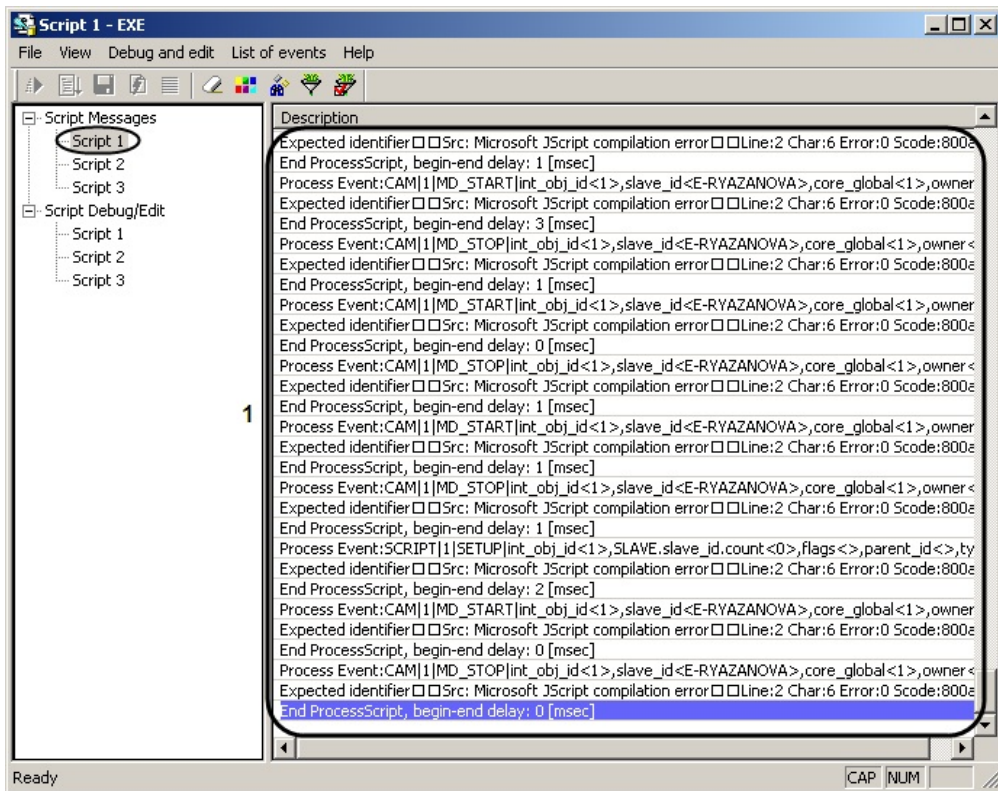 Script 1 - EXE
File View Debug and edit List of events Help
Script Messages
Script 1
Script 2
Script 3
Script Debug/Edit
Script 1
Script 2
Script 3
1
Description
Expected identifier□□Src: Microsoft JScript compilation error□□Line:2 Char:6 Error:0 Scode:800a
End ProcessScript, begin-end delay: 1 [msec]
Process Event:CAM|1|MD_START|int_obj_id<1>,slave_id<E-RYAZANOVA>,core_global<1>,owner
Expected identifier□□Src: Microsoft JScript compilation error□□Line:2 Char:6 Error:0 Scode:800a
End ProcessScript, begin-end delay: 3 [msec]
Process Event:CAM|1|MD_STOP|int_obj_id<1>,slave_id<E-RYAZANOVA>,core_global<1>,owner<
Expected identifier□□Src: Microsoft JScript compilation error□□Line:2 Char:6 Error:0 Scode:800a
End ProcessScript, begin-end delay: 1 [msec]
Process Event:CAM|1|MD_START|int_obj_id<1>,slave_id<E-RYAZANOVA>,core_global<1>,owner
Expected identifier□□Src: Microsoft JScript compilation error□□Line:2 Char:6 Error:0 Scode:800a
End ProcessScript, begin-end delay: 0 [msec]
Process Event:CAM|1|MD_STOP|int_obj_id<1>,slave_id<E-RYAZANOVA>,core_global<1>,owner<
Expected identifier□□Src: Microsoft JScript compilation error□□Line:2 Char:6 Error:0 Scode:800a
End ProcessScript, begin-end delay: 1 [msec]
Process Event:CAM|1|MD_START|int_obj_id<1>,slave_id<E-RYAZANOVA>,core_global<1>,owner
Expected identifier□□Src: Microsoft JScript compilation error□□Line:2 Char:6 Error:0 Scode:800a
End ProcessScript, begin-end delay: 1 [msec]
Process Event:CAM|1|MD_STOP|int_obj_id<1>,slave_id<E-RYAZANOVA>,core_global<1>,owner<
Expected identifier□□Src: Microsoft JScript compilation error□□Line:2 Char:6 Error:0 Scode:800a
End ProcessScript, begin-end delay: 1 [msec]
Process Event:SCRIPT|1|SETUP|int_obj_id<1>,SLAVE.slave_id.count<0>,flags<>,parent_id<>,ty
Expected identifier□□Src: Microsoft JScript compilation error□□Line:2 Char:6 Error:0 Scode:800a
End ProcessScript, begin-end delay: 2 [msec]
Process Event:CAM|1|MD_START|int_obj_id<1>,slave_id<E-RYAZANOVA>,core_global<1>,owner
Expected identifier□□Src: Microsoft JScript compilation error□□Line:2 Char:6 Error:0 Scode:800a
End ProcessScript, begin-end delay: 0 [msec]
Process Event:CAM|1|MD_STOP|int_obj_id<1>,slave_id<E-RYAZANOVA>,core_global<1>,owner<
Expected identifier□□Src: Microsoft JScript compilation error□□Line:2 Char:6 Error:0 Scode:800a
End ProcessScript, begin-end delay: 0 [msec]
Ready
CAP NUM